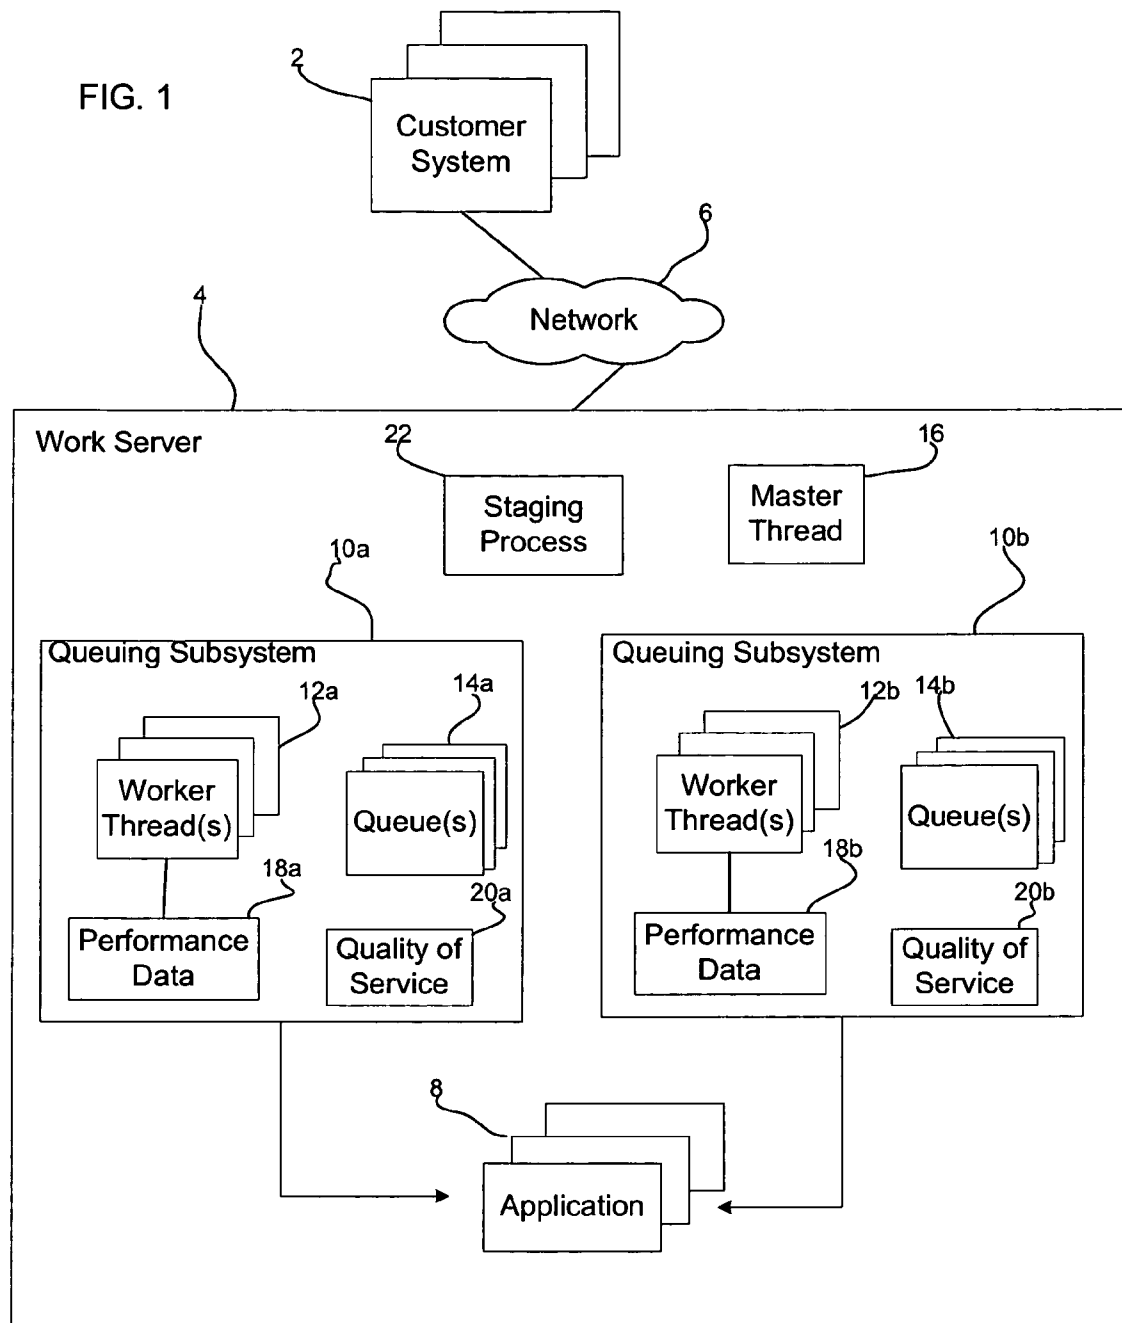 FIG. 1
2
Customer
System
6
Network
4
Work Server
22
16
Staging
Process
Master
Thread
10a
10b
Queuing Subsystem
12a
14a
Worker
Thread(s)
Queue(s)
18a
20a
Performance
Data
Quality of
Service
Queuing Subsystem
12b
14b
Worker
Thread(s)
Queue(s)
18b
20b
Performance
Data
Quality of
Service
8
Application